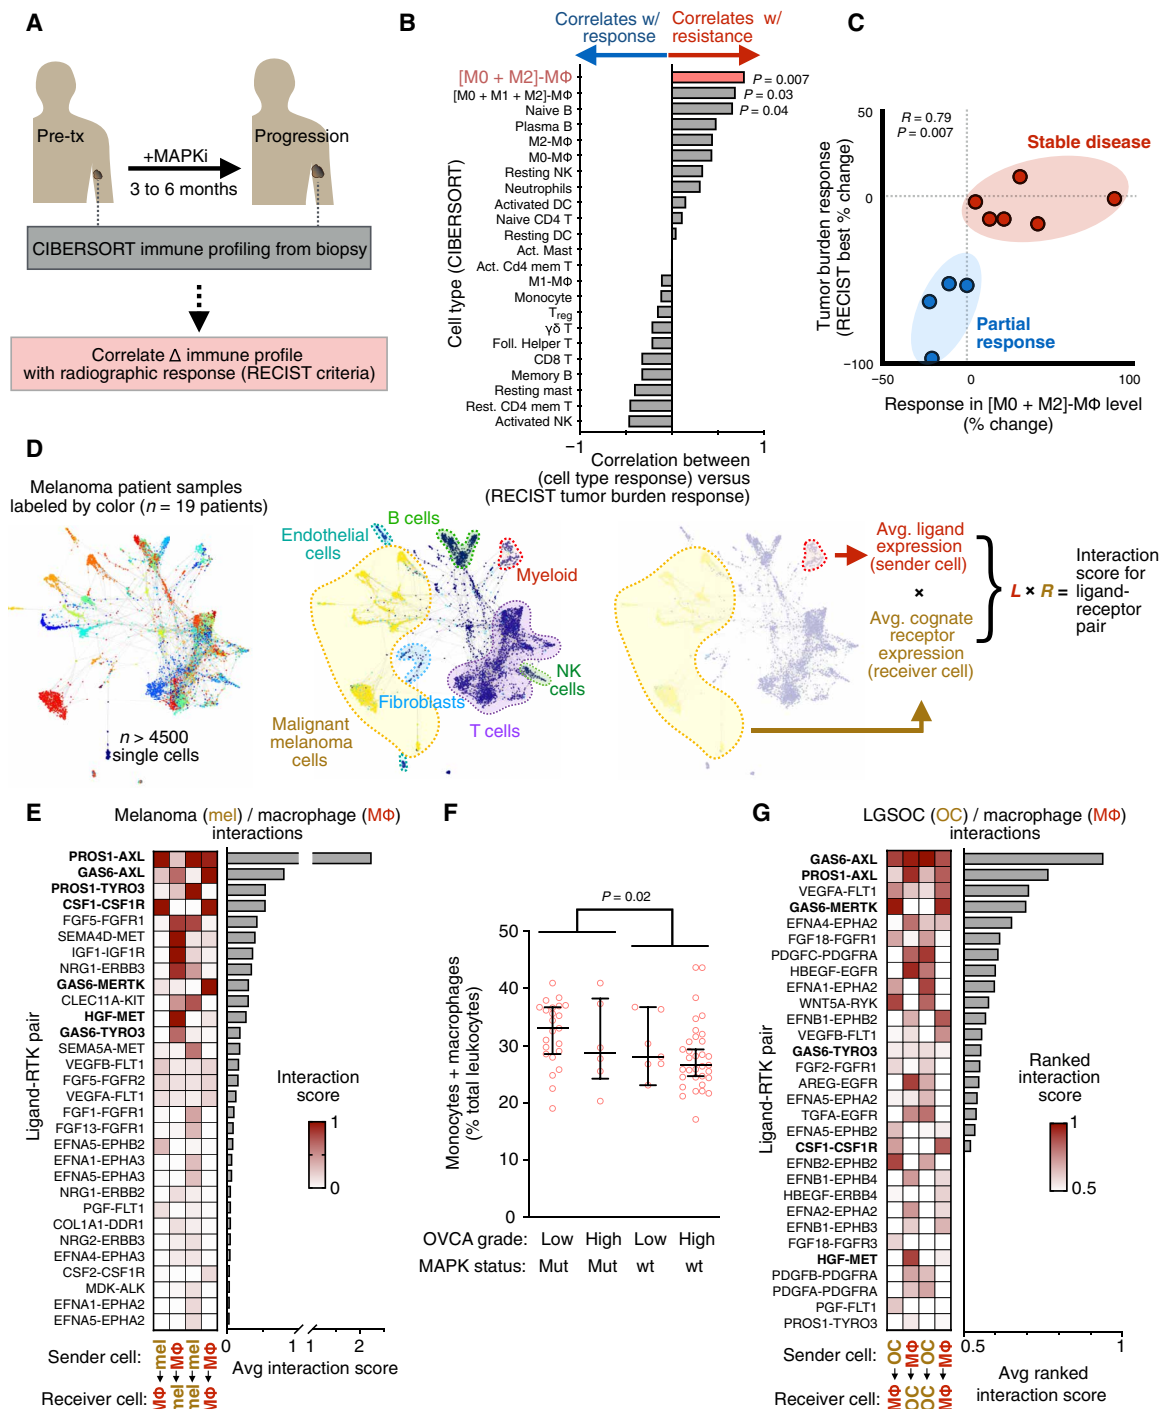 A
Pre-tx
Progression
+MAPKi
3 to 6 months
CIBERSORT immune profiling from biopsy
Correlate Δ immune profile
with radiographic response (RECIST criteria)
B
Correlates w/
response
Correlates w/
resistance
Cell type (CIBERSORT)
[M0 + M2]-MΦ
P = 0.007
[M0 + M1 + M2]-MΦ
P = 0.03
Naive B
P = 0.04
Plasma B
M2-MΦ
M0-MΦ
Resting NK
Neutrophils
Activated DC
Naive CD4 T
Resting DC
Act. Mast
Act. Cd4 mem T
M1-MΦ
Monocyte
Treg
γδ T
Foll. Helper T
CD8 T
Memory B
Resting mast
Rest. CD4 mem T
Activated NK
−1
1
Correlation between
(cell type response) versus
(RECIST tumor burden response)
C
Tumor burden response
(RECIST best % change)
50
0
−100
R = 0.79
P = 0.007
Stable disease
Partial
response
−50
0
100
Response in [M0 + M2]-MΦ level
(% change)
D
Melanoma patient samples
labeled by color (n = 19 patients)
n > 4500
single cells
Endothelial
cells
B cells
Myeloid
NK
cells
Fibroblasts
T cells
Malignant
melanoma
cells
Avg. ligand
expression
(sender cell)
×
Avg. cognate
receptor
expression
(receiver cell)
L × R =
Interaction
score for
ligand-
receptor
pair
E
Melanoma (mel) / macrophage (MΦ)
interactions
Ligand-RTK pair
PROS1-AXL
GAS6-AXL
PROS1-TYRO3
CSF1-CSF1R
FGF5-FGFR1
SEMA4D-MET
IGF1-IGF1R
NRG1-ERBB3
GAS6-MERTK
CLEC11A-KIT
HGF-MET
GAS6-TYRO3
SEMA5A-MET
VEGFB-FLT1
FGF5-FGFR2
VEGFA-FLT1
FGF1-FGFR1
FGF13-FGFR1
EFNA5-EPHB2
EFNA1-EPHA3
EFNA5-EPHA3
NRG1-ERBB2
PGF-FLT1
COL1A1-DDR1
NRG2-ERBB3
EFNA4-EPHA3
CSF2-CSF1R
MDK-ALK
EFNA1-EPHA2
EFNA5-EPHA2
Interaction
score
1
0
0
1
1
2
Avg interaction score
Sender cell:
mel
MΦ
mel
MΦ
Receiver cell:
MΦ
mel
mel
MΦ
F
P = 0.02
Monocytes + macrophages
(% total leukocytes)
50
40
30
20
10
0
OVCA grade:
Low
High
Low
High
MAPK status:
Mut
Mut
wt
wt
G
LGSOC (OC) / macrophage (MΦ)
interactions
Ligand-RTK pair
GAS6-AXL
PROS1-AXL
VEGFA-FLT1
GAS6-MERTK
EFNA4-EPHA2
FGF18-FGFR1
PDGFC-PDGFRA
HBEGF-EGFR
EFNA1-EPHA2
WNT5A-RYK
EFNB1-EPHB2
VEGFB-FLT1
GAS6-TYRO3
FGF2-FGFR1
AREG-EGFR
EFNA5-EPHA2
TGFA-EGFR
EFNA5-EPHB2
CSF1-CSF1R
EFNB2-EPHB2
EFNB1-EPHB4
HBEGF-ERBB4
EFNA2-EPHA2
EFNB1-EPHB3
FGF18-FGFR3
HGF-MET
PDGFB-PDGFRA
PDGFA-PDGFRA
PGF-FLT1
PROS1-TYRO3
Ranked
interaction
score
1
0.5
0.5
1
Avg ranked
interaction score
Sender cell:
OC
MΦ
OC
MΦ
Receiver cell:
MΦ
OC
OC
MΦ